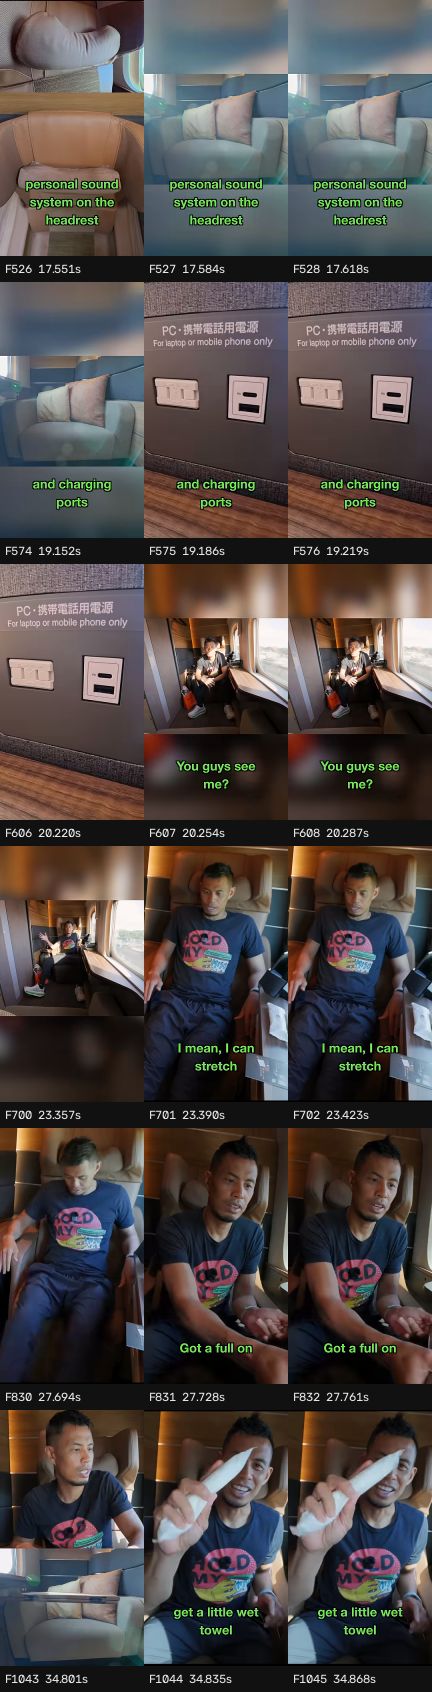 personal sound
system on the
headrest
personal sound
system on the
headrest
personal sound
system on the
headrest
F526 17.551s
F527 17.584s
F528 17.618s
and charging
ports
PC・携帯電話用電源
For laptop or mobile phone only
and charging
ports
PC・携帯電話用電源
For laptop or mobile phone only
and charging
ports
F574 19.152s
F575 19.186s
F576 19.219s
PC・携帯電話用電源
For laptop or mobile phone only
You guys see
me?
You guys see
me?
F606 20.220s
F607 20.254s
F608 20.287s
HOLD
MY
I mean, I can
stretch
HOLD
MY
I mean, I can
stretch
F700 23.357s
F701 23.390s
F702 23.423s
HOLD
MY
Got a full on
Got a full on
F830 27.694s
F831 27.728s
F832 27.761s
get a little wet
towel
get a little wet
towel
F1043 34.801s
F1044 34.835s
F1045 34.868s